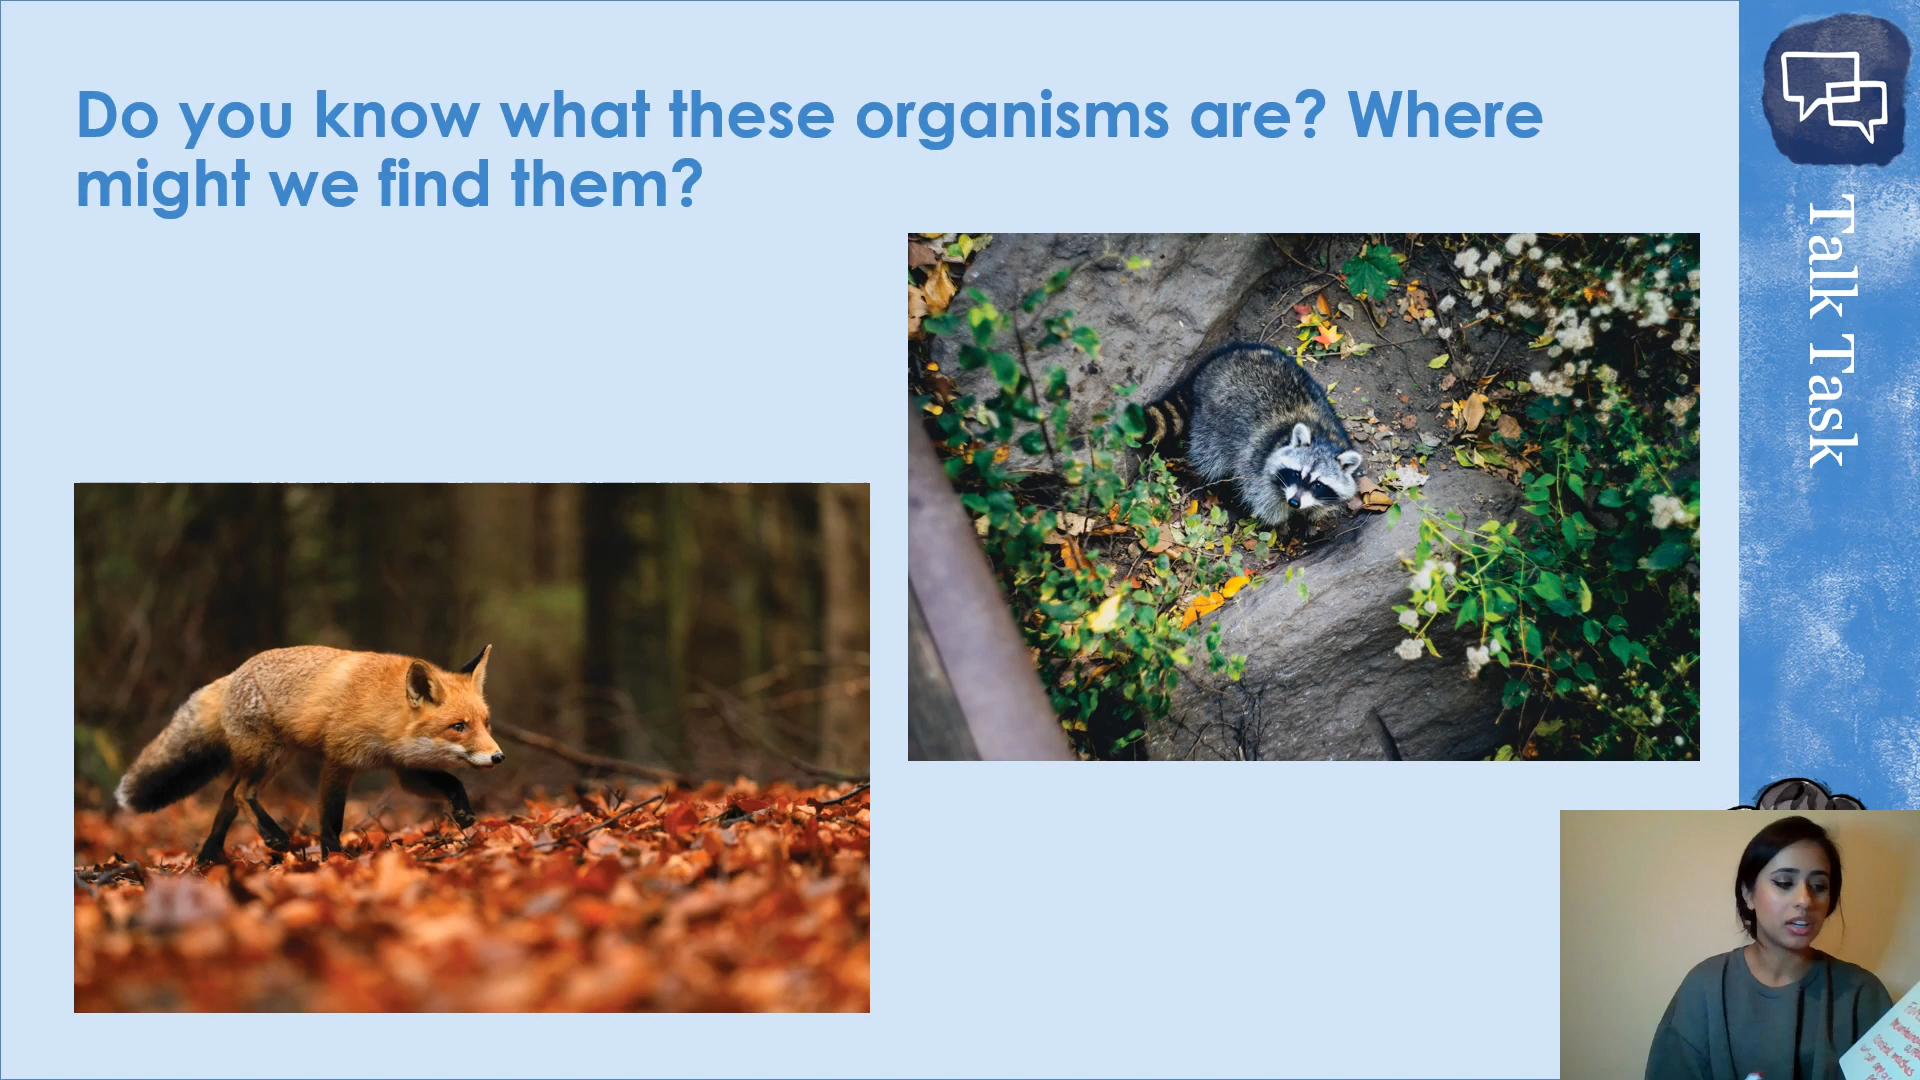 Do you know what these organisms are? Where
might we find them?
Talk Task